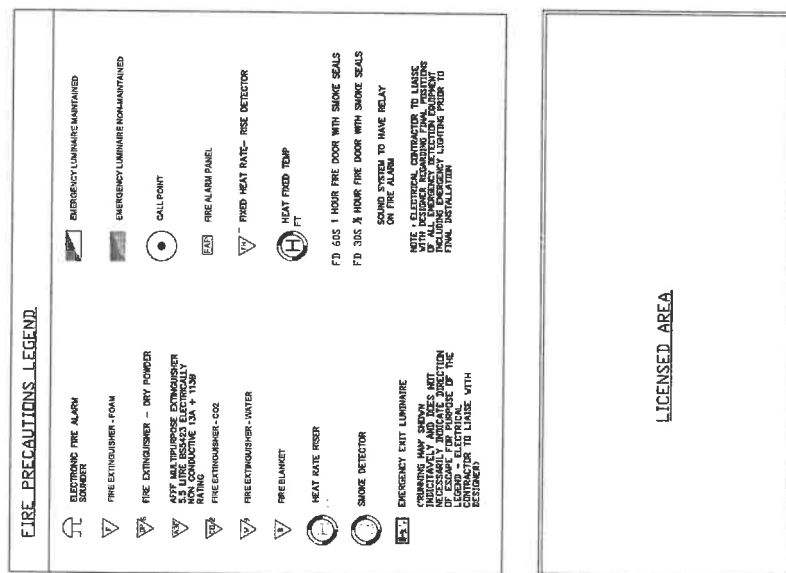 FIRE PRECAUTIONS LEGEND
ELECTRONIC FIRE ALARM
SOUNDER
F
FIRE EXTINGUISHER - FOAM
FIRE EXTINGUISHER - DRY POWDER
AFFF MULTIPURPOSE EXTINGUISHER
5.5 LITRE BS5423 ELECTRICALLY
NON CONDUCTIVE 13A + 113B
RATING
FIRE EXTINGUISHER - CO2
FIRE EXTINGUISHER - WATER
B
FIRE BLANKET
HEAT RATE RISER
SMOKE DETECTOR
EMERGENCY EXIT LUMINAIRE
('RUNNING MAN' SHOWN
INDICITAVELY AND DOES NOT
NECESSARILY INDICATE DIRECTION
OF ESCAPE FOR PURPOSE OF THE
LEGEND - ELECTRICAL
CONTRACTOR TO LIAISE WITH
DESIGNER)
EMERGENCY LUMINAIRE MAINTAINED
EMERGENCY LUMINAIRE NON-MAINTAINED
CALL POINT
FAP
FIRE ALARM PANEL
FH
FIXED HEAT RATE- RISE DETECTOR
H
FT
HEAT FIXED TEMP
FD 60S 1 HOUR FIRE DOOR WITH SMOKE SEALS
FD 30S ½ HOUR FIRE DOOR WITH SMOKE SEALS
SOUND SYSTEM TO HAVE RELAY
ON FIRE ALARM
NOTE : ELECTRICAL CONTRACTOR TO LIAISE
WITH DESIGNER REGARDING FINAL POSITIONS
OF ALL EMERGENCY DETECTION EQUIPMENT
INCLUDING EMERGENCY LIGHTING PRIOR TO
FINAL INSTALLATION
LICENSED AREA